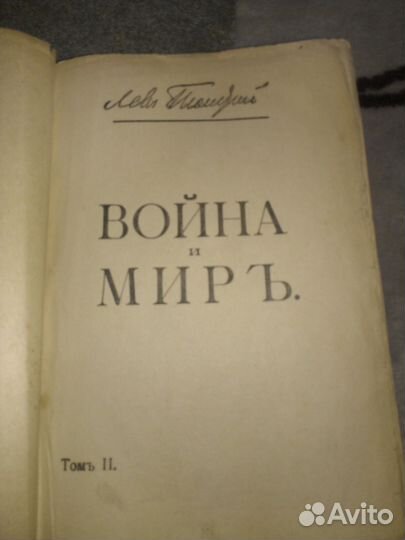 Левъ Толстой
ВОЙНА
и
МИРЪ.
Томъ II.
Avito